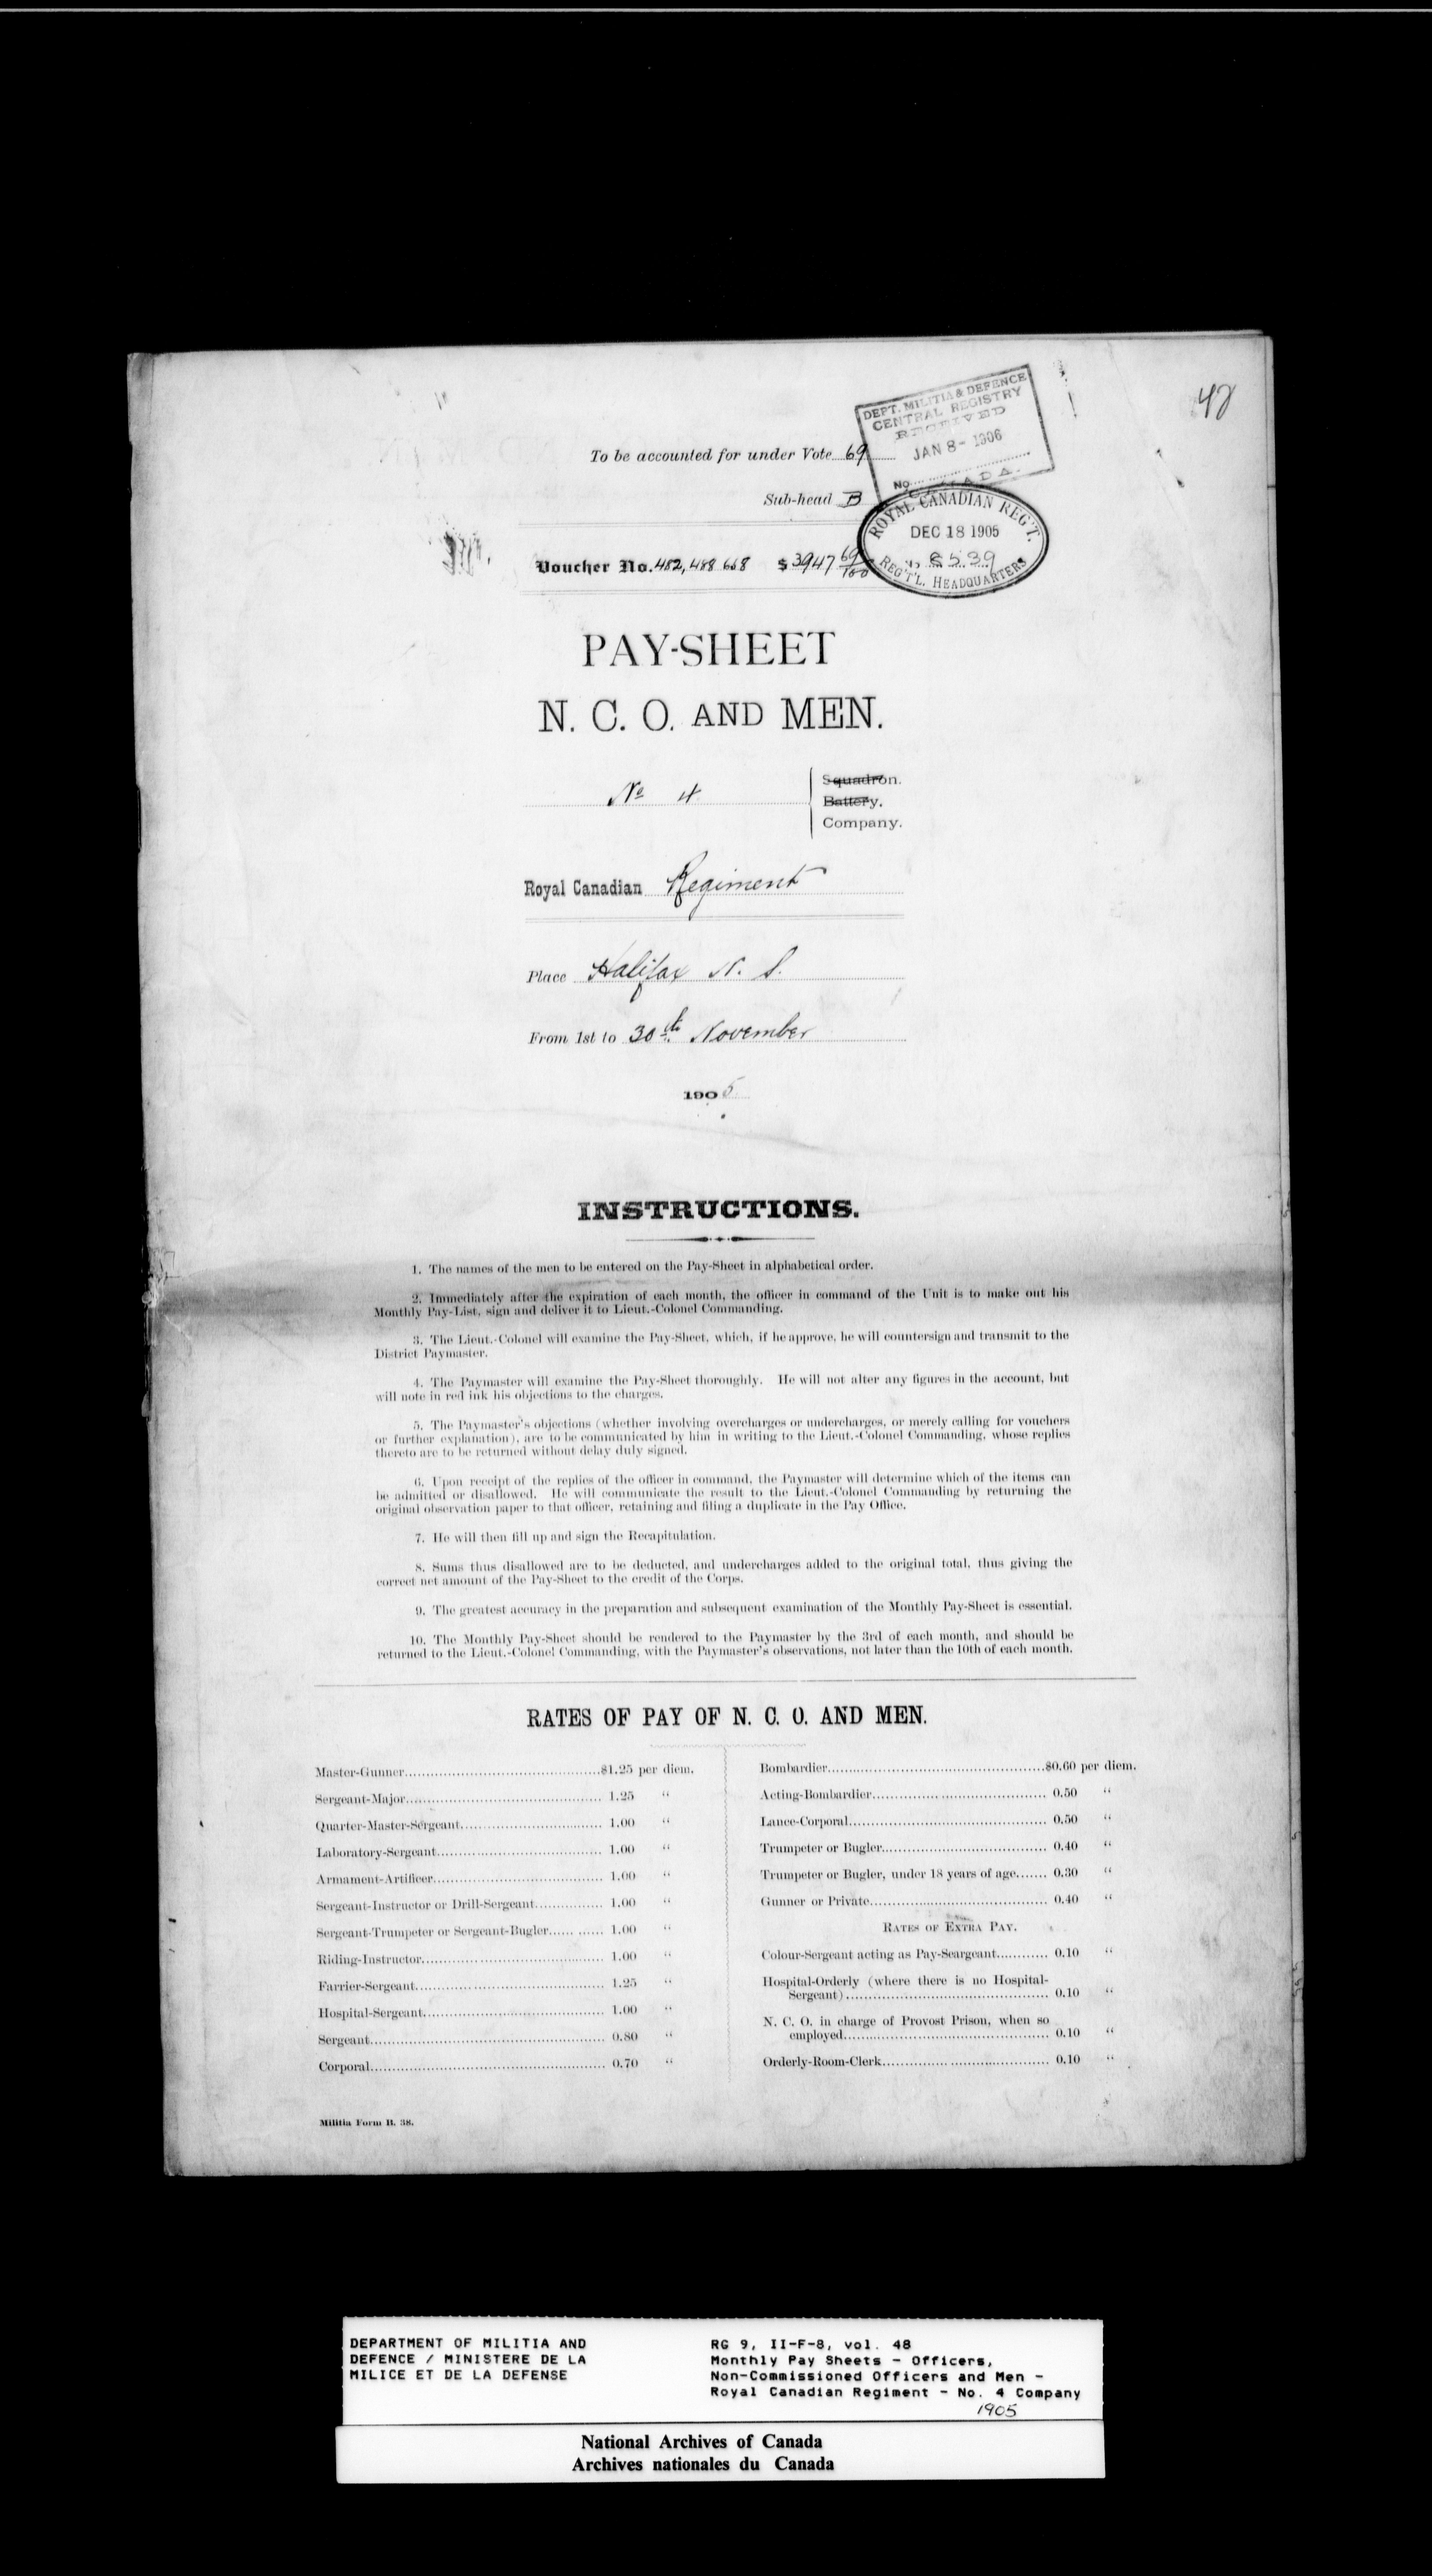 48
DEPT. MILITIA & DEFENCE
CENTRAL REGISTRY
RECEIVED
JAN 8- 1906
No
To be accounted for under Vote 69
Sub-head B
ROYAL CANADIAN REG'T.
DEC 18 1905
8539
REG'T'L. HEADQUARTERS
Voucher No. 482, 488 668 $ 3947 69/100
PAY-SHEET
N. C. O. AND MEN.
No 4
Squadron.
Battery.
Company.
Royal Canadian Regiment
Place Halifax N. S.
From 1st to 30th November
1905
INSTRUCTIONS.
1. The names of the men to be entered on the Pay-Sheet in alphabetical order.
2. Immediately after the expiration of each month, the officer in command of the Unit is to make out his
Monthly Pay-List, sign and deliver it to Lieut.-Colonel Commanding.
3. The Lieut.-Colonel will examine the Pay-Sheet, which, if he approve, he will countersign and transmit to the
District Paymaster.
4. The Paymaster will examine the Pay-Sheet thoroughly. He will not alter any figures in the account, but
will note in red ink his objections to the charges.
5. The Paymaster's objections (whether involving overcharges or undercharges, or merely calling for vouchers
or further explanation), are to be communicated by him in writing to the Lieut.-Colonel Commanding, whose replies
thereto are to be returned without delay duly signed.
6. Upon receipt of the replies of the officer in command, the Paymaster will determine which of the items can
be admitted or disallowed. He will communicate the result to the Lieut.-Colonel Commanding by returning the
original observation paper to that officer, retaining and filing a duplicate in the Pay Office.
7. He will then fill up and sign the Recapitulation.
8. Sums thus disallowed are to be deducted, and undercharges added to the original total, thus giving the
correct net amount of the Pay-Sheet to the credit of the Corps.
9. The greatest accuracy in the preparation and subsequent examination of the Monthly Pay-Sheet is essential.
10. The Monthly Pay-Sheet should be rendered to the Paymaster by the 3rd of each month, and should be
returned to the Lieut.-Colonel Commanding, with the Paymaster's observations, not later than the 10th of each month.
RATES OF PAY OF N. C. O. AND MEN.
Master-Gunner $1.25 per diem.
Sergeant-Major 1.25 "
Quarter-Master-Sergeant 1.00 "
Laboratory-Sergeant 1.00 "
Armament-Artificer 1.00 "
Sergeant-Instructor or Drill-Sergeant 1.00 "
Sergeant-Trumpeter or Sergeant-Bugler 1.00 "
Riding-Instructor 1.00 "
Farrier-Sergeant 1.25 "
Hospital-Sergeant 1.00 "
Sergeant 0.80 "
Corporal 0.70 "
Bombardier $0.60 per diem.
Acting-Bombardier 0.50 "
Lance-Corporal 0.50 "
Trumpeter or Bugler 0.40 "
Trumpeter or Bugler, under 18 years of age 0.30 "
Gunner or Private 0.40 "
RATES OF EXTRA PAY.
Colour-Sergeant acting as Pay-Seargeant 0.10 "
Hospital-Orderly (where there is no Hospital-
Sergeant) 0.10 "
N. C. O. in charge of Provost Prison, when so
employed 0.10 "
Orderly-Room-Clerk 0.10 "
Militia Form B. 38.
DEPARTMENT OF MILITIA AND
DEFENCE / MINISTERE DE LA
MILICE ET DE LA DEFENSE
RG 9, II-F-8, vol. 48
Monthly Pay Sheets - Officers,
Non-Commissioned Officers and Men -
Royal Canadian Regiment - No. 4 Company
1905
National Archives of Canada
Archives nationales du Canada